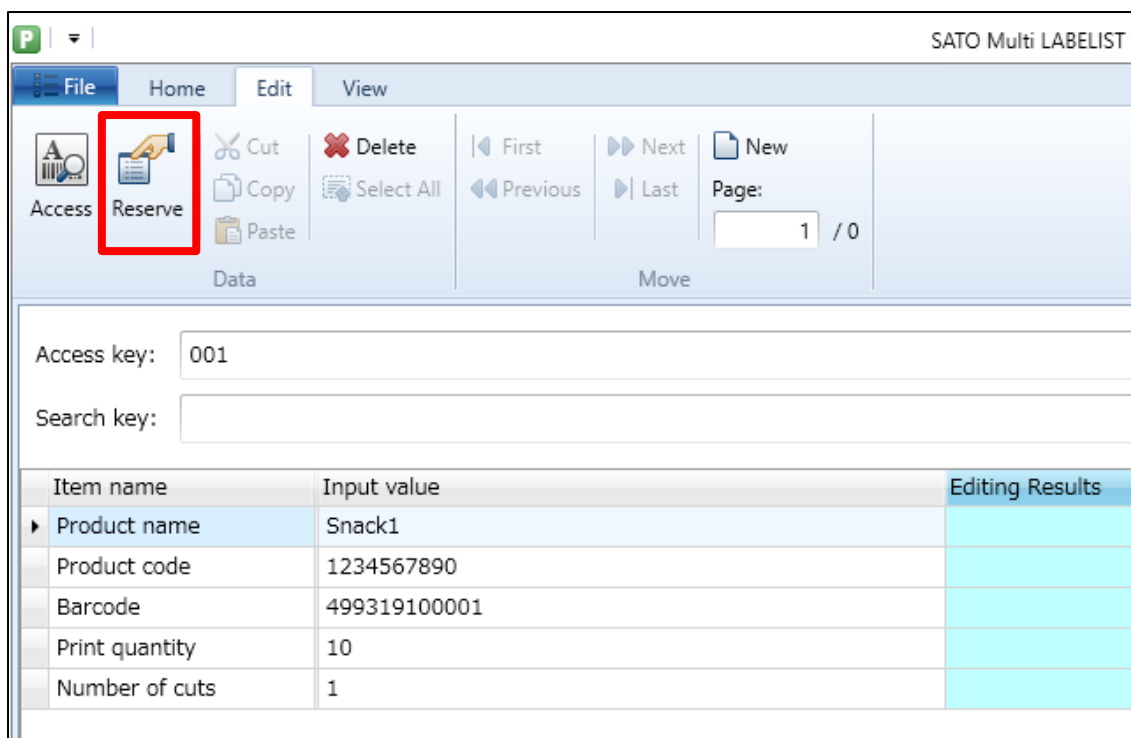 P
SATO Multi LABELIST
File Home Edit View
Access
Reserve
Cut
Copy
Paste
Delete
Select All
Data
First
Previous
Next
Last
New
Page:
1 / 0
Move
Access key: 001
Search key:
Item name Input value Editing Results
Product name Snack1
Product code 1234567890
Barcode 499319100001
Print quantity 10
Number of cuts 1